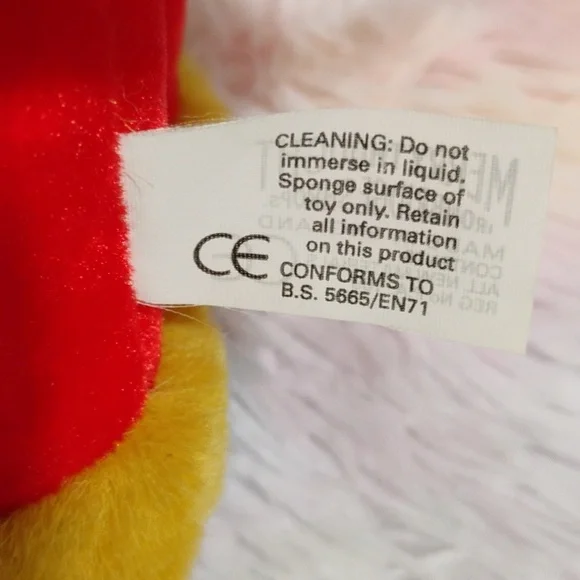 CLEANING: Do not
immerse in liquid.
Sponge surface of
toy only. Retain
all information
on this product
CE CONFORMS TO
B.S. 5665/EN71